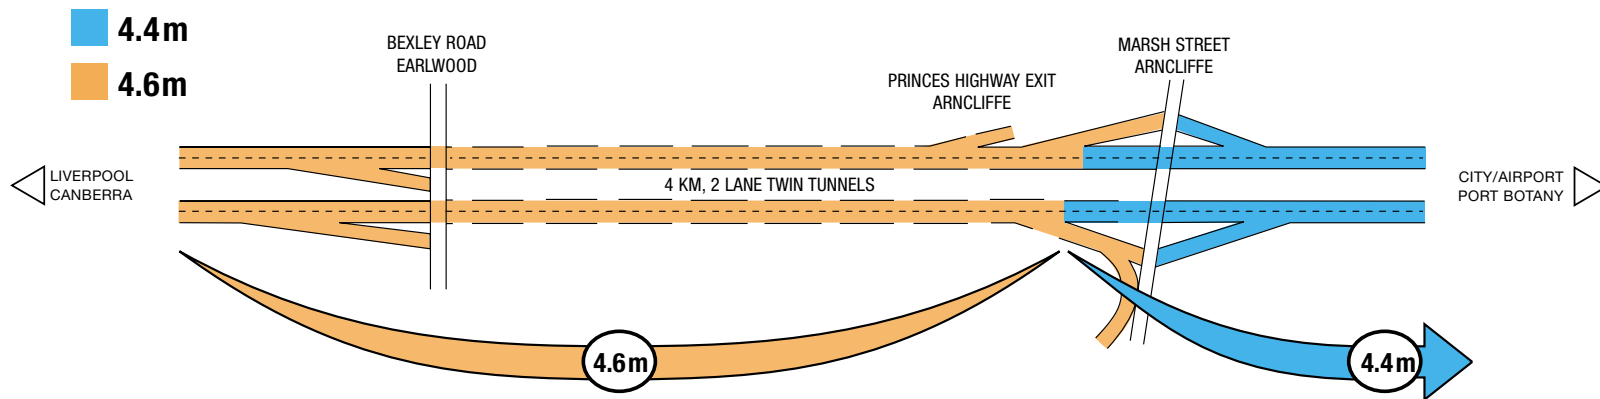 4.4m
4.6m
BEXLEY ROAD
EARLWOOD
PRINCES HIGHWAY EXIT
ARNCLIFFE
MARSH STREET
ARNCLIFFE
LIVERPOOL
CANBERRA
4 KM, 2 LANE TWIN TUNNELS
CITY/AIRPORT
PORT BOTANY
4.6m
4.4m